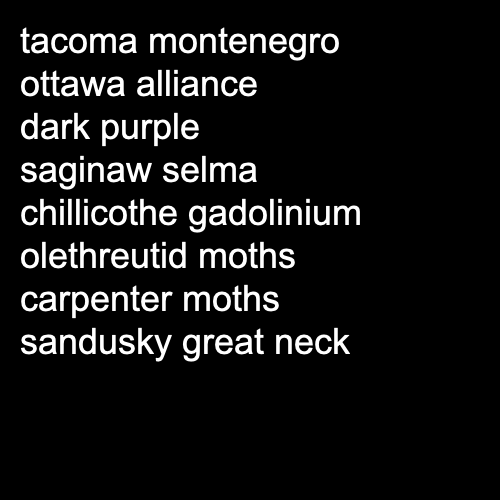 tacoma montenegro
ottawa alliance
dark purple
saginaw selma
chillicothe gadolinium
olethreutid moths
carpenter moths
sandusky great neck